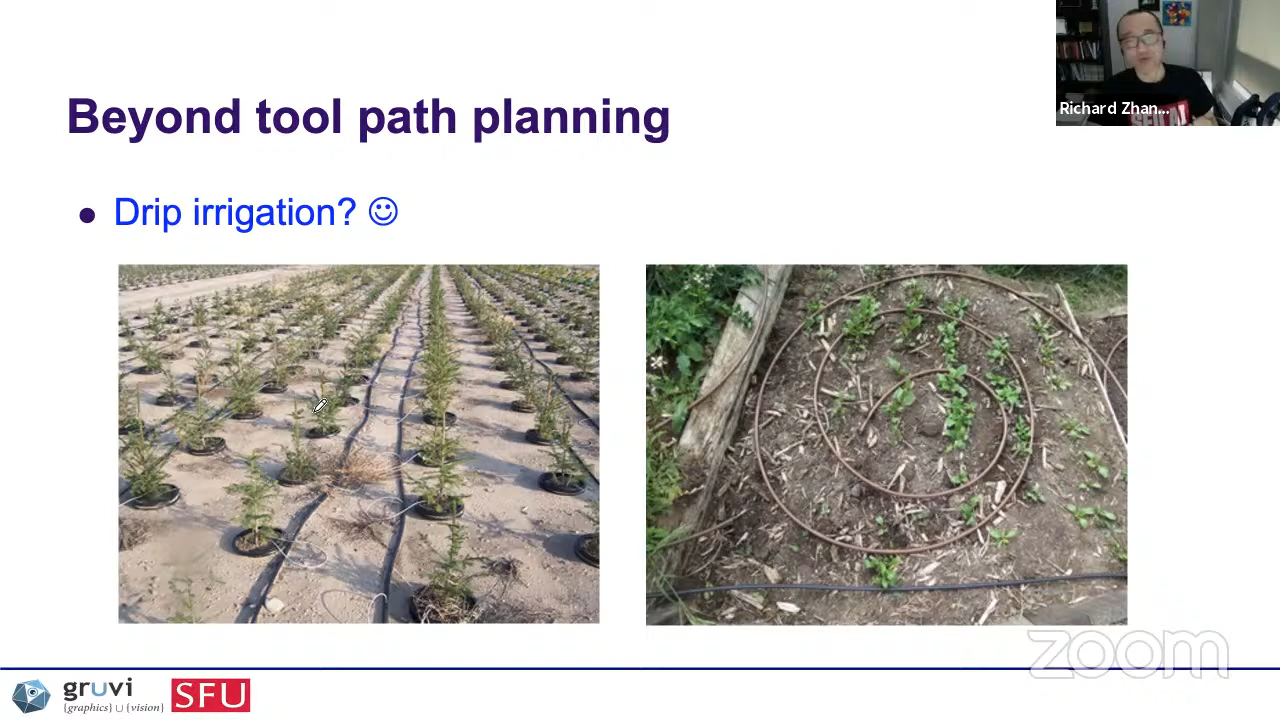 Beyond tool path planning
Richard Zhan...
● Drip irrigation? ☺
zoom
gruvi
{graphics} ∪ {vision}
SFU